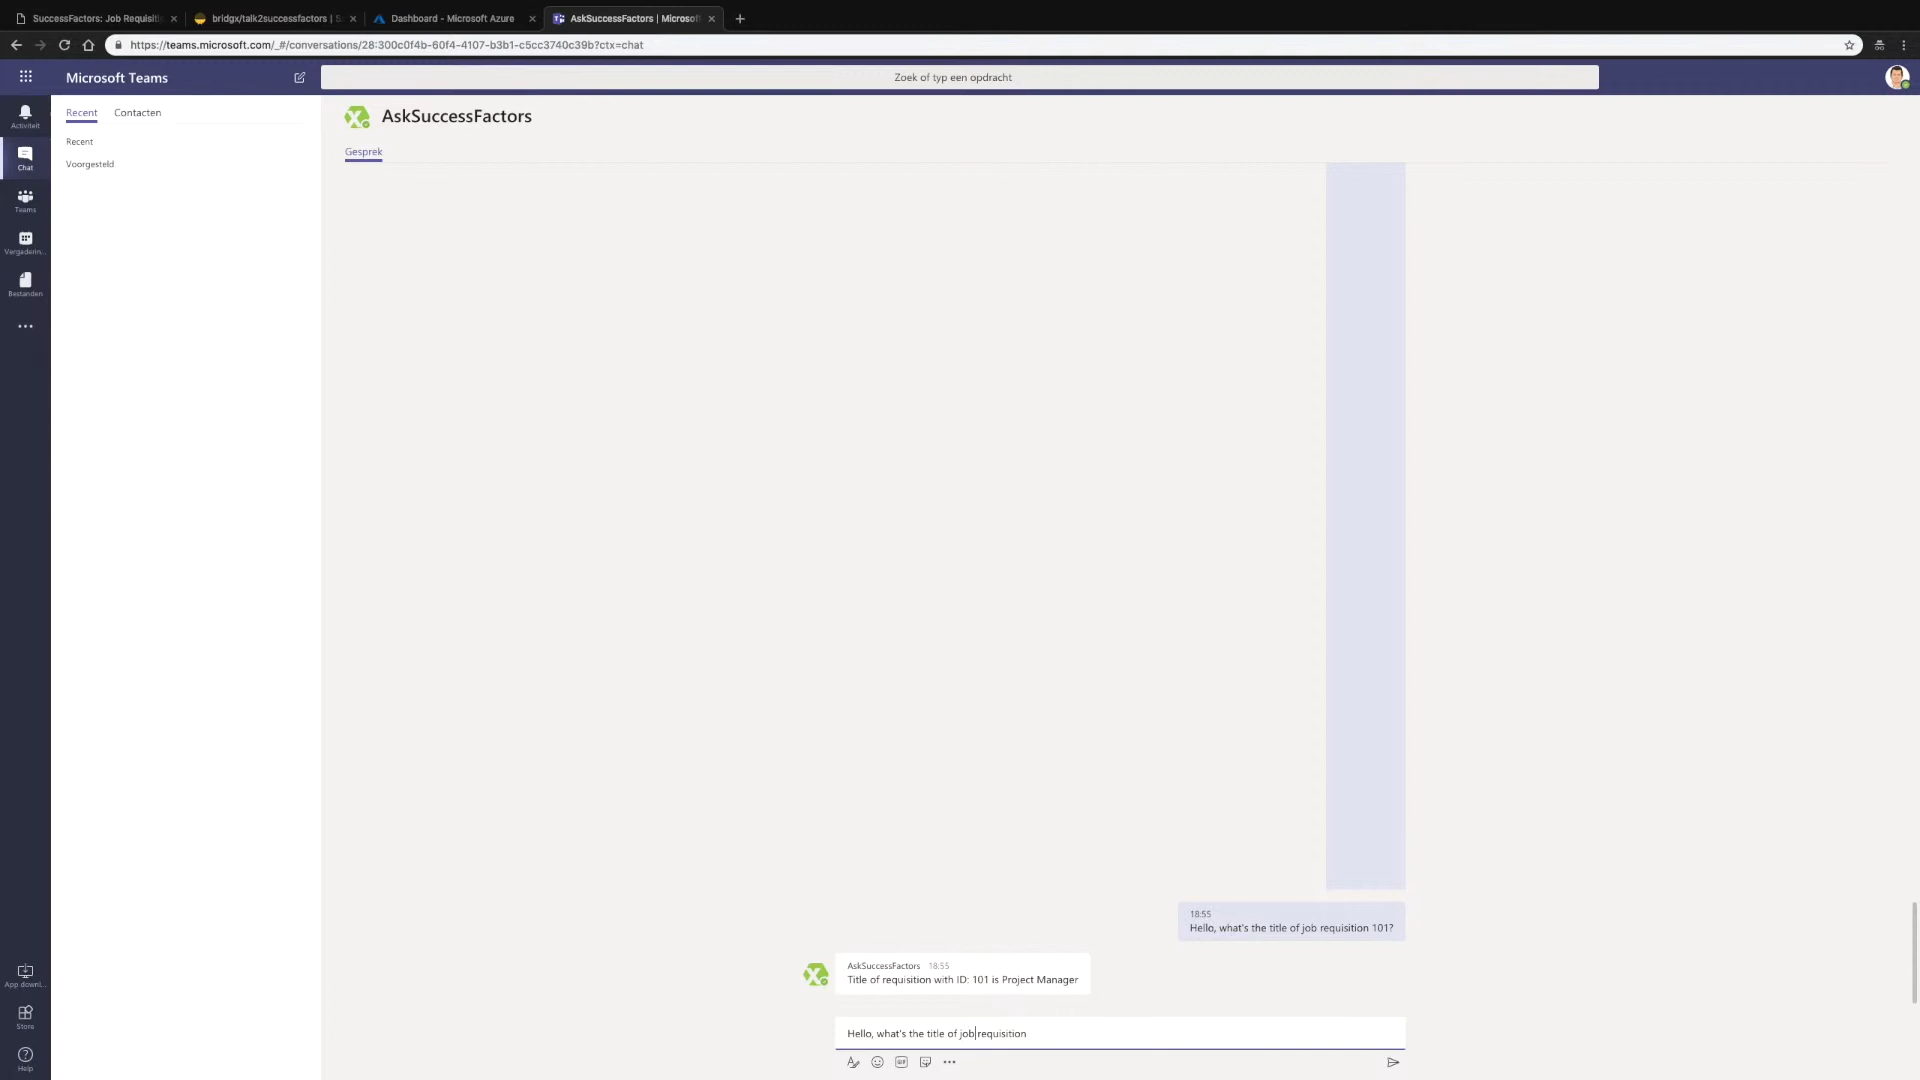 SuccessFactors: Job Requisiti
bridgx/talk2successfactors | S
Dashboard - Microsoft Azure
AskSuccessFactors | Microsof
https://teams.microsoft.com/_#/conversations/28:300c0f4b-60f4-4107-b3b1-c5cc3740c39b?ctx=chat
Microsoft Teams
Zoek of typ een opdracht
Activiteit
Chat
Teams
Vergaderin...
Bestanden
Recent
Contacten
Recent
Voorgesteld
AskSuccessFactors
Gesprek
18:55
Hello, what's the title of job requisition 101?
AskSuccessFactors 18:55
Title of requisition with ID: 101 is Project Manager
Hello, what's the title of job requisition
GIF
App downl...
Store
Help